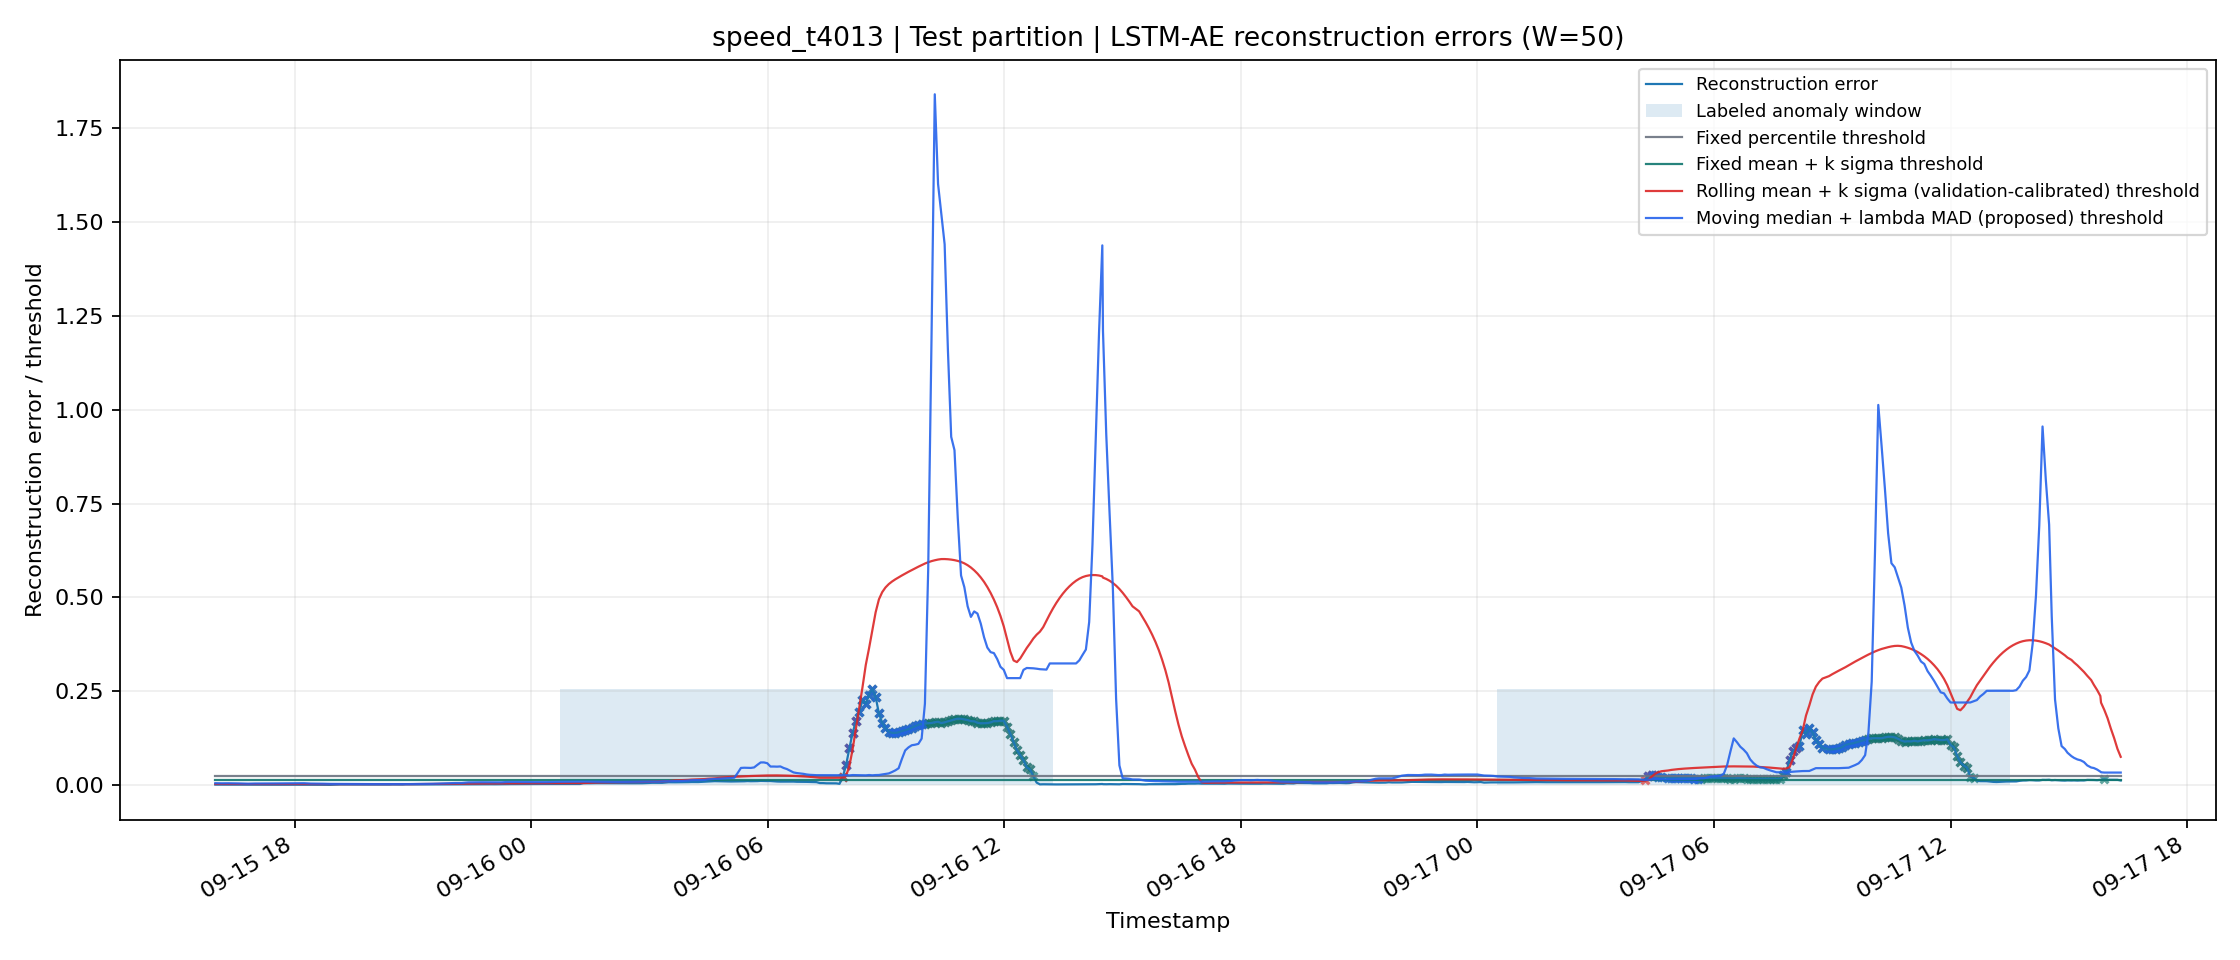 speed_t4013 | Test partition | LSTM-AE reconstruction errors (W=50)
Reconstruction error
Labeled anomaly window
Fixed percentile threshold
Fixed mean + k sigma threshold
Rolling mean + k sigma (validation-calibrated) threshold
Moving median + lambda MAD (proposed) threshold
Reconstruction error / threshold
1.75
1.50
1.25
1.00
0.75
0.50
0.25
0.00
09-15 18
09-16 00
09-16 06
09-16 12
09-16 18
09-17 00
09-17 06
09-17 12
09-17 18
Timestamp